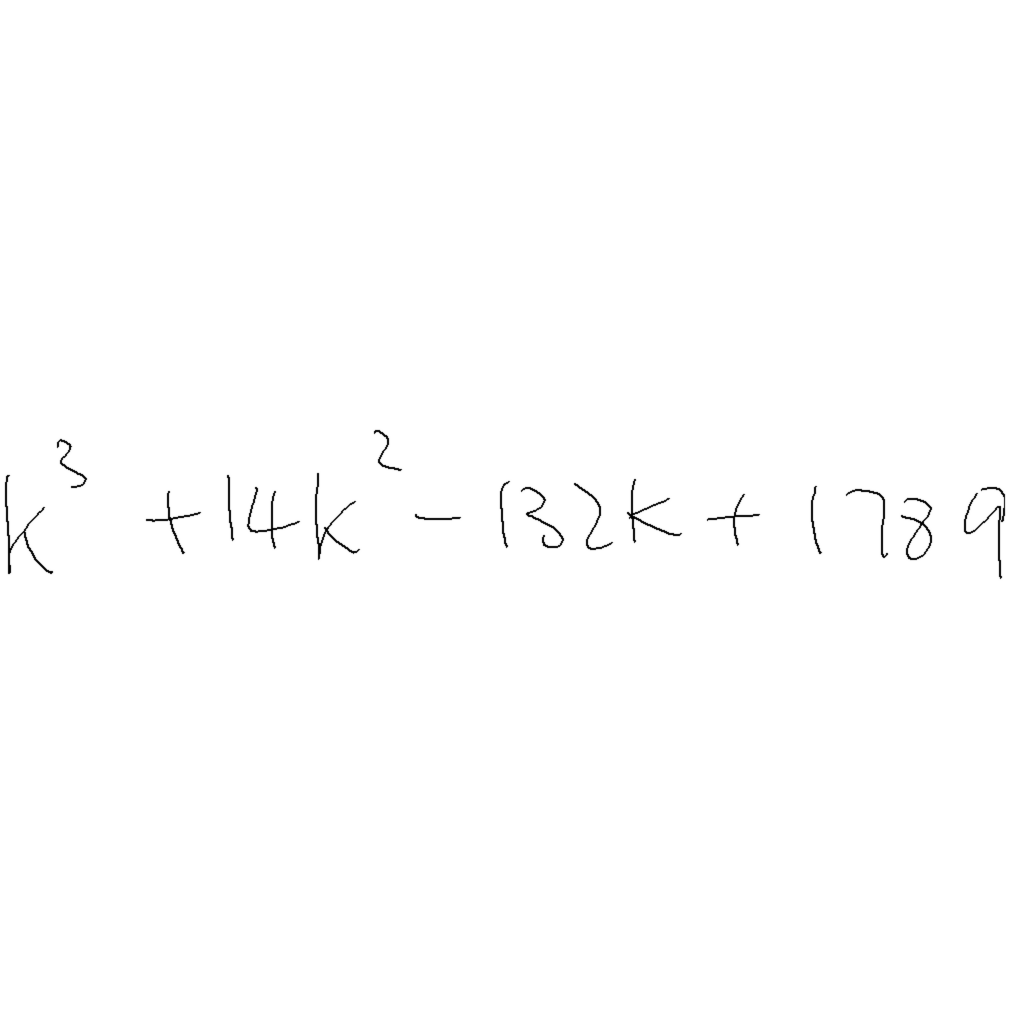 k³ + 14k² - 132k + 1789